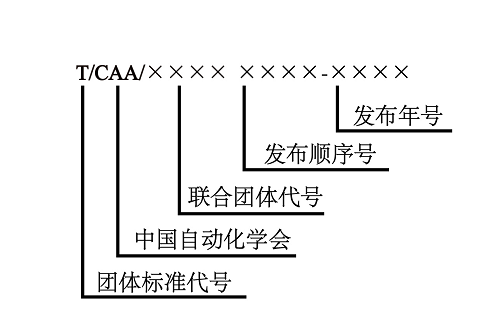 T/CAA/×××× ××××-××××
发布年号
发布顺序号
联合团体代号
中国自动化学会
团体标准代号